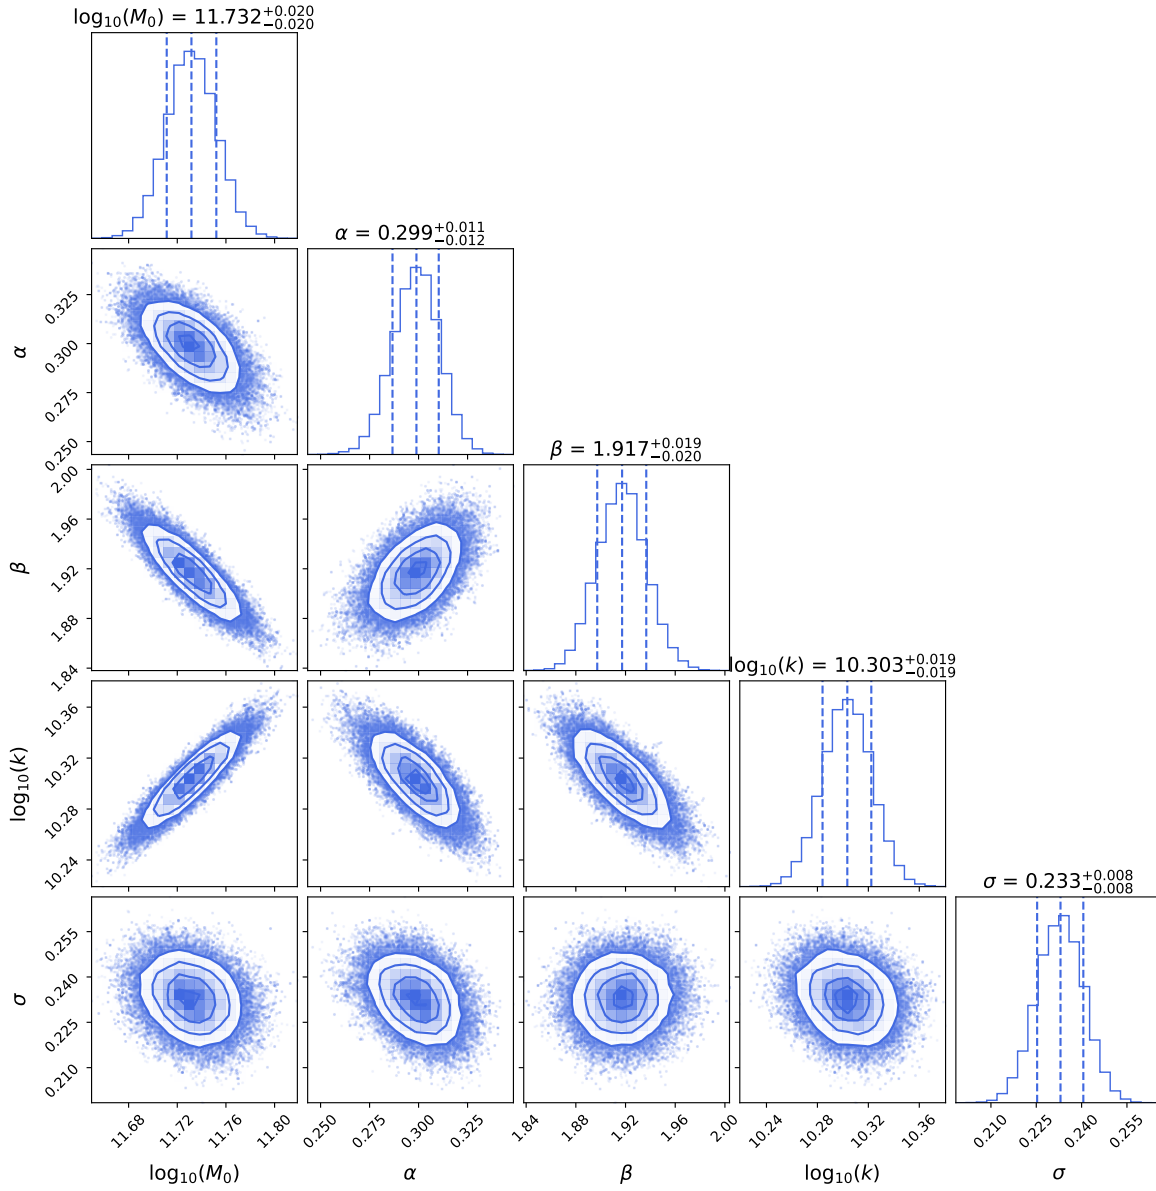 log₁₀(M₀) = 11.732⁺⁰·⁰²⁰₋₀.₀₂₀
α = 0.299⁺⁰·⁰¹¹₋₀.₀₁₂
0.325
0.300
0.275
0.250
α
β = 1.917⁺⁰·⁰¹⁹₋₀.₀₂₀
2.00
1.96
1.92
1.88
1.84
β
log₁₀(k) = 10.303⁺⁰·⁰¹⁹₋₀.₀₁₉
10.36
10.32
10.28
10.24
log₁₀(k)
σ = 0.233⁺⁰·⁰⁰⁸₋₀.₀₀₈
0.255
0.240
0.225
0.210
σ
11.68 11.72 11.76 11.80 0.250 0.275 0.300 0.325 1.84 1.88 1.92 1.96 2.00 10.24 10.28 10.32 10.36 0.210 0.225 0.240 0.255
log₁₀(M₀) α β log₁₀(k) σ